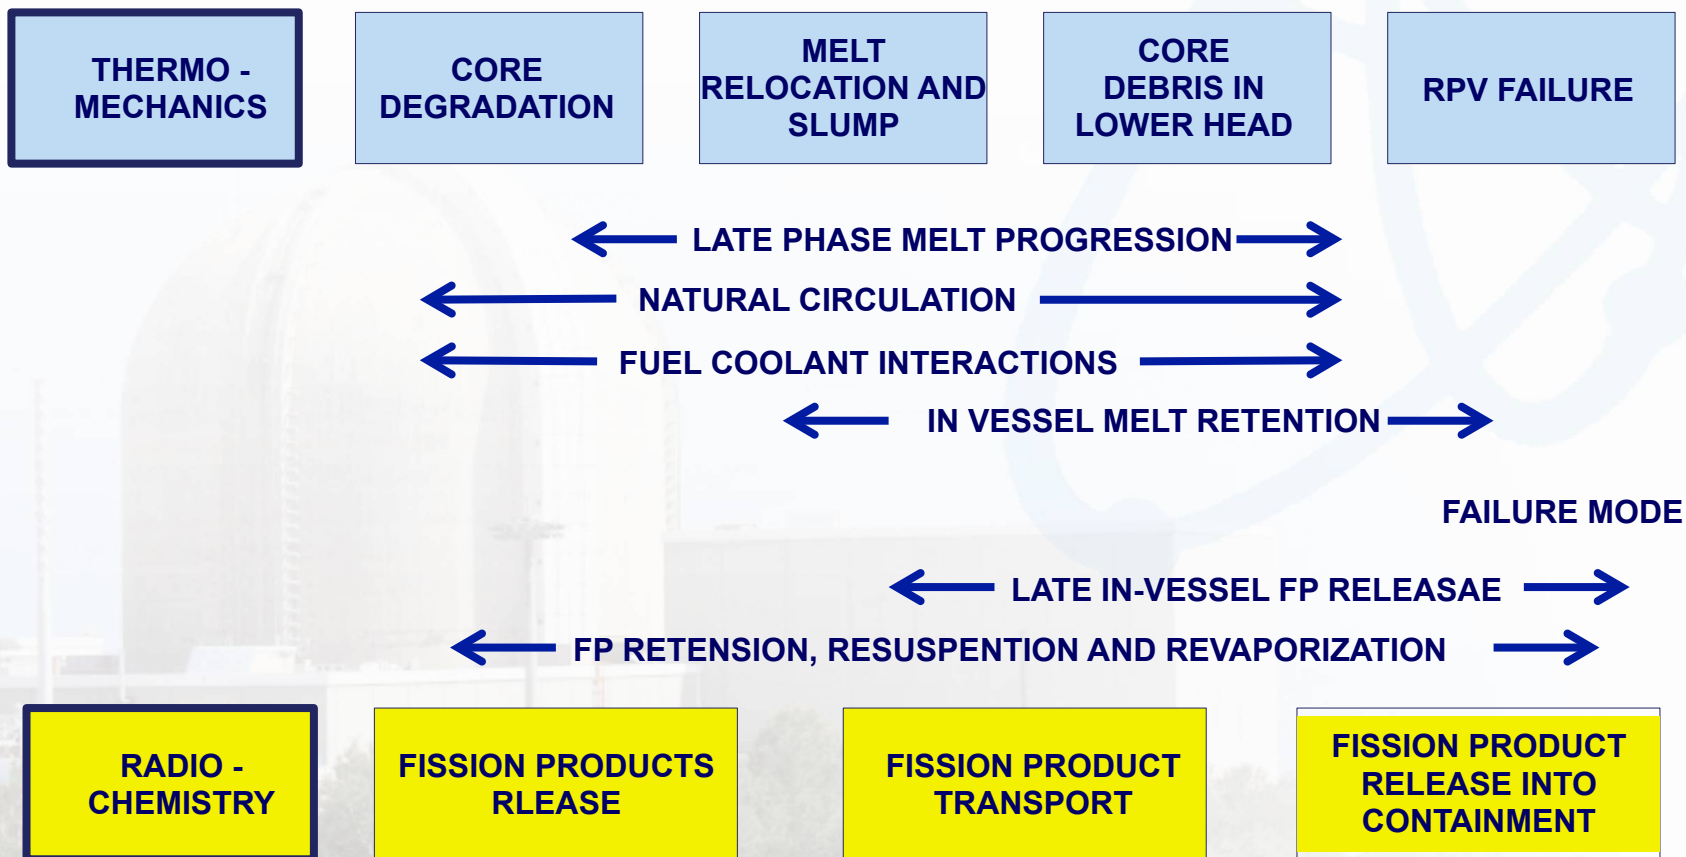 THERMO -
MECHANICS
CORE
DEGRADATION
MELT
RELOCATION AND
SLUMP
CORE
DEBRIS IN
LOWER HEAD
RPV FAILURE
LATE PHASE MELT PROGRESSION
NATURAL CIRCULATION
FUEL COOLANT INTERACTIONS
IN VESSEL MELT RETENTION
FAILURE MODE
LATE IN-VESSEL FP RELEASAE
FP RETENSION, RESUSPENTION AND REVAPORIZATION
RADIO -
CHEMISTRY
FISSION PRODUCTS
RLEASE
FISSION PRODUCT
TRANSPORT
FISSION PRODUCT
RELEASE INTO
CONTAINMENT